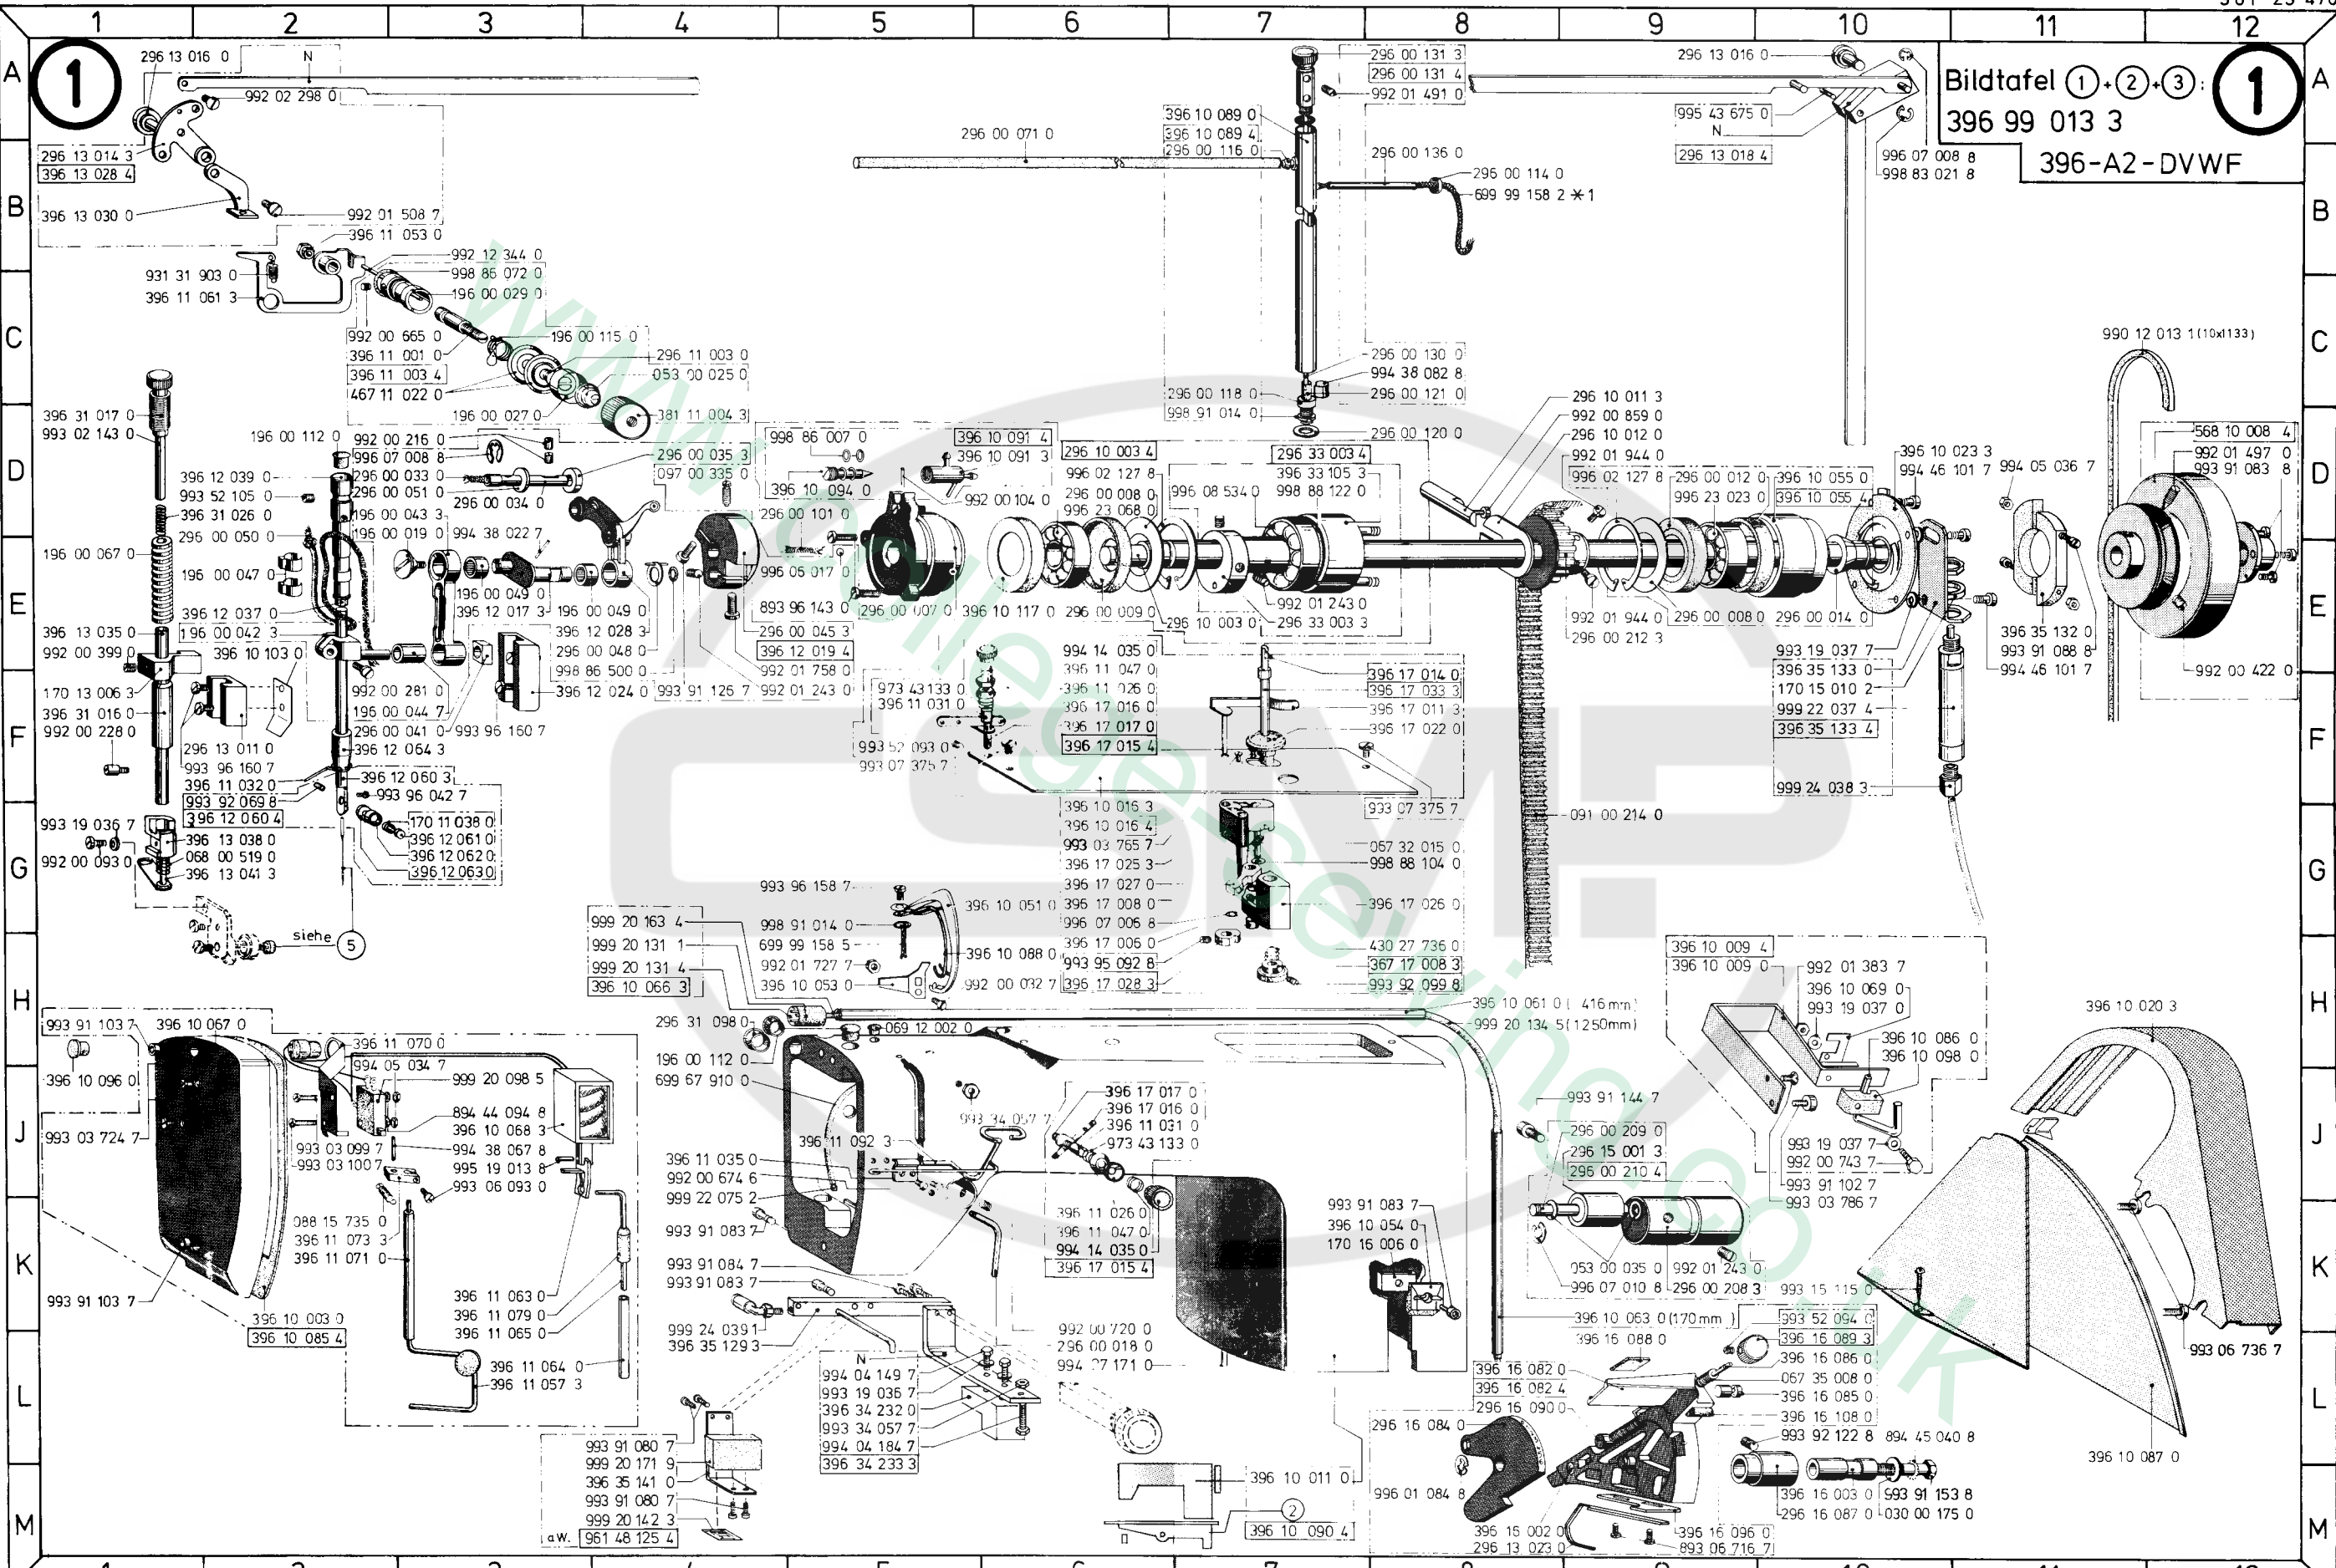 1 2 3 4 5 6 7 8 9 10 11 12
A
B
C
D
E
F
G
H
J
K
L
M
1
Bildtafel 1+2+3:
396 99 013 3
1
396-A2-DVWF
296 13 016 0
N
992 02 298 0
296 13 014 3
396 13 028 4
396 13 030 0
992 01 508 7
396 11 053 0
931 31 903 0
396 11 061 3
992 12 344 0
998 86 072 0
196 00 029 0
992 00 665 0
396 11 001 0
396 11 003 4
467 11 022 0
196 00 115 0
296 11 003 0
053 00 025 0
196 00 027 0
381 11 004 3
296 00 071 0
396 10 089 0
396 10 089 4
296 00 116 0
296 00 131 3
296 00 131 4
992 01 491 0
296 00 136 0
296 00 114 0
699 99 158 2 *1
296 00 130 0
994 38 082 8
296 00 121 0
296 00 118 0
998 91 014 0
296 00 120 0
296 13 016 0
995 43 675 0
N
296 13 018 4
996 07 008 8
998 83 021 8
990 12 013 1 (10x1133)
396 31 017 0
993 02 143 0
396 12 039 0
993 52 105 0
396 31 026 0
296 00 050 0
196 00 067 0
196 00 047 0
396 12 037 0
196 00 042 3
396 13 035 0
992 00 399 0
396 10 103 0
170 13 006 3
396 31 016 0
992 00 228 0
296 13 011 0
993 96 160 7
396 11 032 0
993 92 069 8
396 12 060 4
993 19 036 7
992 00 093 0
396 13 038 0
068 00 519 0
396 13 041 3
siehe 5
196 00 112 0
992 00 216 0
996 07 008 8
296 00 033 0
296 00 051 0
196 00 043 3
196 00 019 0
296 00 035 3
097 00 335 0
296 00 034 0
994 38 022 7
196 00 049 0
396 12 017 3
196 00 049 0
396 12 028 3
296 00 048 0
998 86 500 0
396 12 024 0
993 91 126 7
992 00 281 0
196 00 044 7
296 00 041 0
993 96 160 7
396 12 064 3
396 12 060 3
993 96 042 7
170 11 038 0
396 12 061 0
396 12 062 0
396 12 063 0
998 86 007 0
396 10 094 0
296 00 101 0
396 10 091 4
396 10 091 3
992 00 104 0
996 05 017 0
893 96 143 0
296 00 007 0
296 00 045 3
396 12 019 4
992 01 758 0
992 01 243 0
296 10 003 4
996 02 127 8
296 00 008 0
996 23 068 0
396 10 117 0
296 00 009 0
296 33 003 4
396 33 105 3
998 88 122 0
996 08 534 0
992 01 243 0
296 33 003 3
296 10 003 0
296 10 011 3
992 00 859 0
296 10 012 0
992 01 944 0
996 02 127 8
296 00 012 0
996 23 023 0
396 10 055 0
396 10 055 4
992 01 944 0
296 00 212 3
296 00 008 0
296 00 014 0
396 10 023 3
994 46 101 7
994 05 036 7
396 35 132 0
993 91 088 8
994 46 101 7
568 10 008 4
992 01 497 0
993 91 083 8
992 00 422 0
993 19 037 7
396 35 133 0
170 15 010 2
999 22 037 4
396 35 133 4
999 24 038 3
973 43 133 0
396 11 031 0
993 52 093 0
993 07 375 7
994 14 035 0
396 11 047 0
396 11 026 0
396 17 016 0
396 17 017 0
396 17 015 4
396 17 014 0
396 17 033 3
396 17 011 3
396 17 022 0
933 07 375 7
396 10 016 3
396 10 016 4
993 03 765 7
396 17 025 3
396 17 027 0
396 17 008 0
996 07 006 8
396 17 006 0
993 95 092 8
396 17 028 3
067 32 015 0
998 88 104 0
396 17 026 0
430 27 736 0
367 17 008 3
993 92 099 8
091 00 214 0
993 96 158 7
396 10 051 0
998 91 014 0
699 99 158 5
992 01 727 7
396 10 053 0
396 10 088 0
992 00 032 7
999 20 163 4
999 20 131 1
999 20 131 4
396 10 066 3
296 31 098 0
196 00 112 0
699 67 910 0
069 12 002 0
396 10 061 0 ( 416 mm)
999 20 134 5 (1250mm)
993 91 103 7
396 10 067 0
396 10 096 0
993 03 724 7
993 91 103 7
396 10 003 0
396 10 085 4
396 11 070 0
994 05 034 7
999 20 098 5
894 44 094 8
396 10 068 3
993 03 099 7
993 03 100 7
994 38 067 8
995 19 013 8
993 06 093 0
088 15 735 0
396 11 073 3
396 11 071 0
396 11 063 0
396 11 079 0
396 11 065 0
396 11 064 0
396 11 057 3
396 11 092 3
993 34 057 7
396 11 035 0
992 00 674 6
999 22 075 2
993 91 083 7
993 91 084 7
993 91 083 7
999 24 039 1
396 35 129 3
396 17 017 0
396 17 016 0
396 11 031 0
973 43 133 0
396 11 026 0
396 11 047 0
994 14 035 0
396 17 015 4
992 00 720 0
296 00 018 0
994 07 171 0
N
994 04 149 7
993 19 036 7
396 34 232 0
993 34 057 7
994 04 184 7
396 34 233 3
993 91 080 7
999 20 171 9
396 35 141 0
993 91 080 7
999 20 142 3
a.W. 961 48 125 4
396 10 011 0
2
396 10 090 4
993 91 083 7
396 10 054 0
170 16 006 0
993 91 144 7
296 00 209 0
296 15 001 3
296 00 210 4
053 00 035 0
996 07 010 8
992 01 243 0
296 00 208 3
396 10 063 0 (170mm )
396 10 009 4
396 10 009 0
992 01 383 7
396 10 069 0
993 19 037 0
396 10 086 0
396 10 098 0
993 19 037 7
992 00 743 7
993 91 102 7
993 03 786 7
396 10 020 3
993 15 115 0
993 06 736 7
396 10 087 0
993 52 094 0
396 16 089 3
396 16 088 0
396 16 086 0
067 35 008 0
396 16 085 0
396 16 108 0
993 92 122 8
894 45 040 8
396 16 082 0
396 16 082 4
296 16 090 0
296 16 084 0
996 01 084 8
396 15 002 0
296 13 023 0
396 16 096 0
893 06 716 7
396 16 003 0
296 16 087 0
993 91 153 8
030 00 175 0
CSMP
www.college-sewing.co.uk